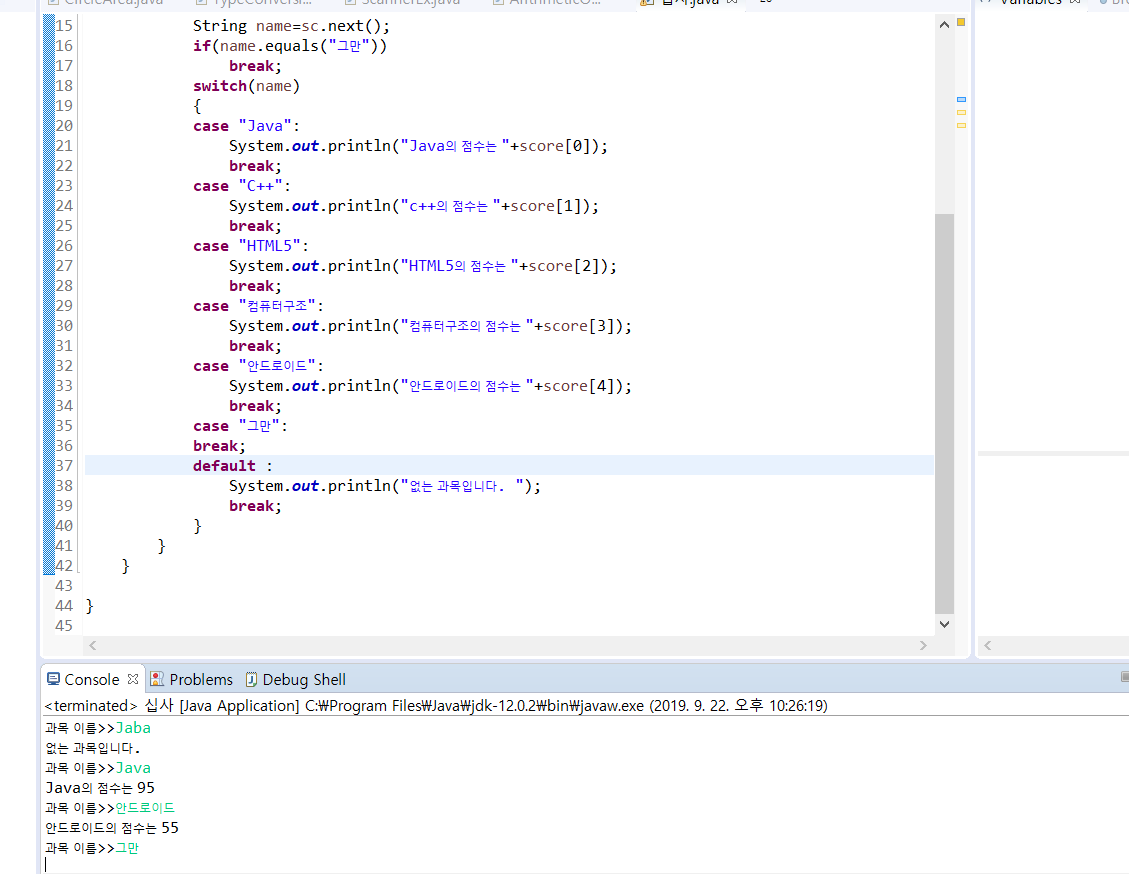 15 String name=sc.next();
16 if(name.equals("그만"))
17 break;
18 switch(name)
19 {
20 case "Java":
21 System.out.println("Java의 점수는 "+score[0]);
22 break;
23 case "C++":
24 System.out.println("c++의 점수는 "+score[1]);
25 break;
26 case "HTML5":
27 System.out.println("HTML5의 점수는 "+score[2]);
28 break;
29 case "컴퓨터구조":
30 System.out.println("컴퓨터구조의 점수는 "+score[3]);
31 break;
32 case "안드로이드":
33 System.out.println("안드로이드의 점수는 "+score[4]);
34 break;
35 case "그만":
36 break;
37 default :
38 System.out.println("없는 과목입니다. ");
39 break;
40 }
41 }
42 }
43
44 }
45
Console Problems Debug Shell
<terminated> 십사 [Java Application] C:₩Program Files₩Java₩jdk-12.0.2₩bin₩javaw.exe (2019. 9. 22. 오후 10:26:19)
과목 이름>>Jaba
없는 과목입니다.
과목 이름>>Java
Java의 점수는 95
과목 이름>>안드로이드
안드로이드의 점수는 55
과목 이름>>그만